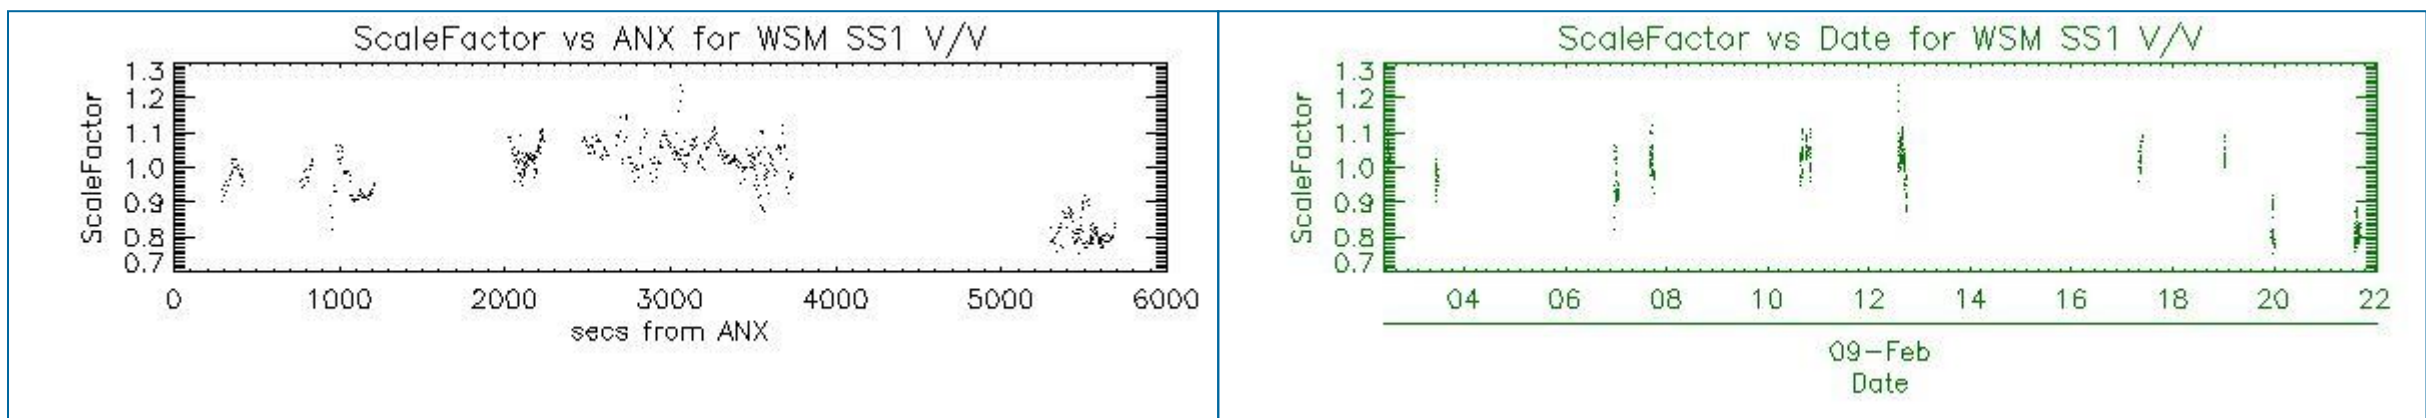 ScaleFactor vs ANX for WSM SS1 V/V
ScaleFactor
1.3
1.2
1.1
1.0
0.9
0.8
0.7
0 1000 2000 3000 4000 5000 6000
secs from ANX
ScaleFactor vs Date for WSM SS1 V/V
ScaleFactor
1.3
1.2
1.1
1.0
0.9
0.8
0.7
04 06 08 10 12 14 16 18 20 22
09-Feb
Date